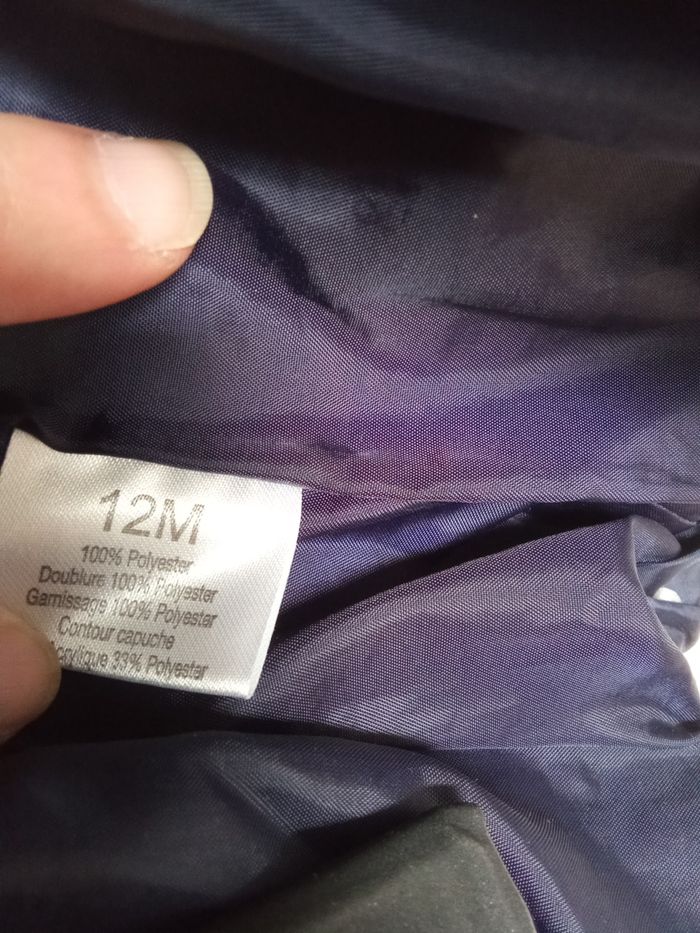 12M
100% Polyester
Doublure 100% Polyester
Garnissage 100% Polyester
Contour capuche
33% Polyester